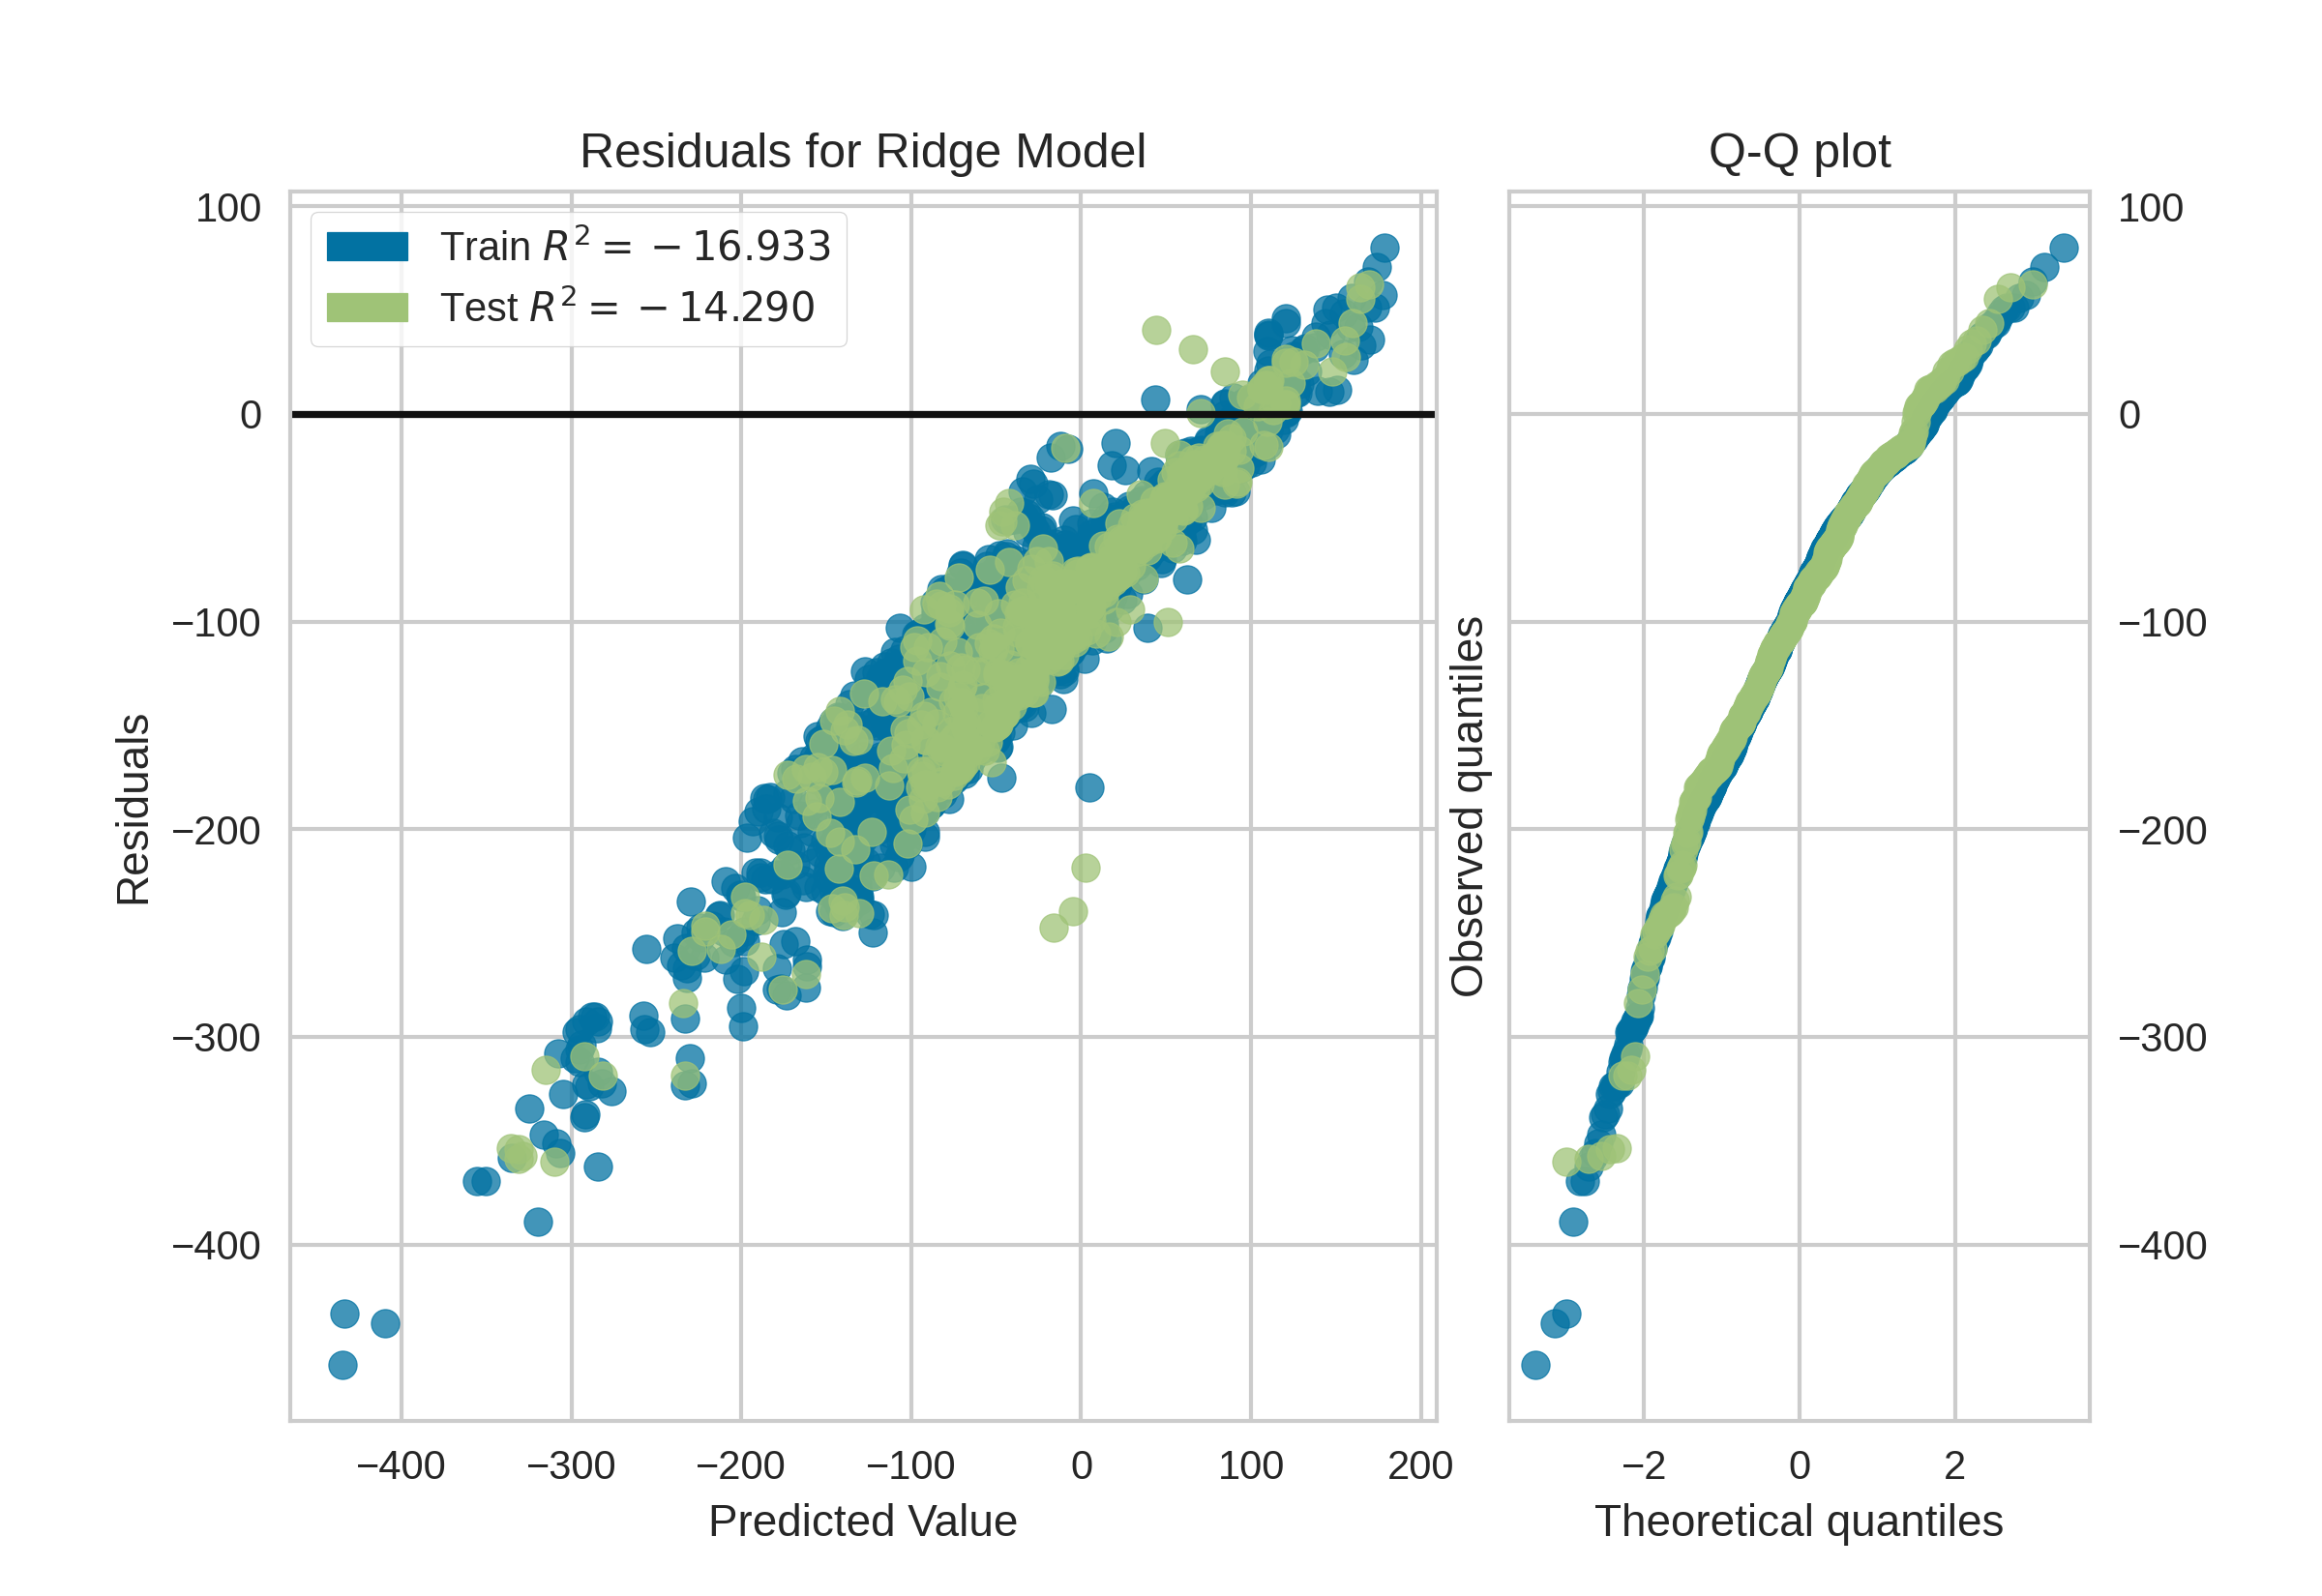 Residuals for Ridge Model
Q-Q plot
Train R² = −16.933
Test R² = −14.290
100
0
−100
−200
−300
−400
Residuals
−400 −300 −200 −100 0 100 200
Predicted Value
Observed quantiles
100
0
−100
−200
−300
−400
−2 0 2
Theoretical quantiles